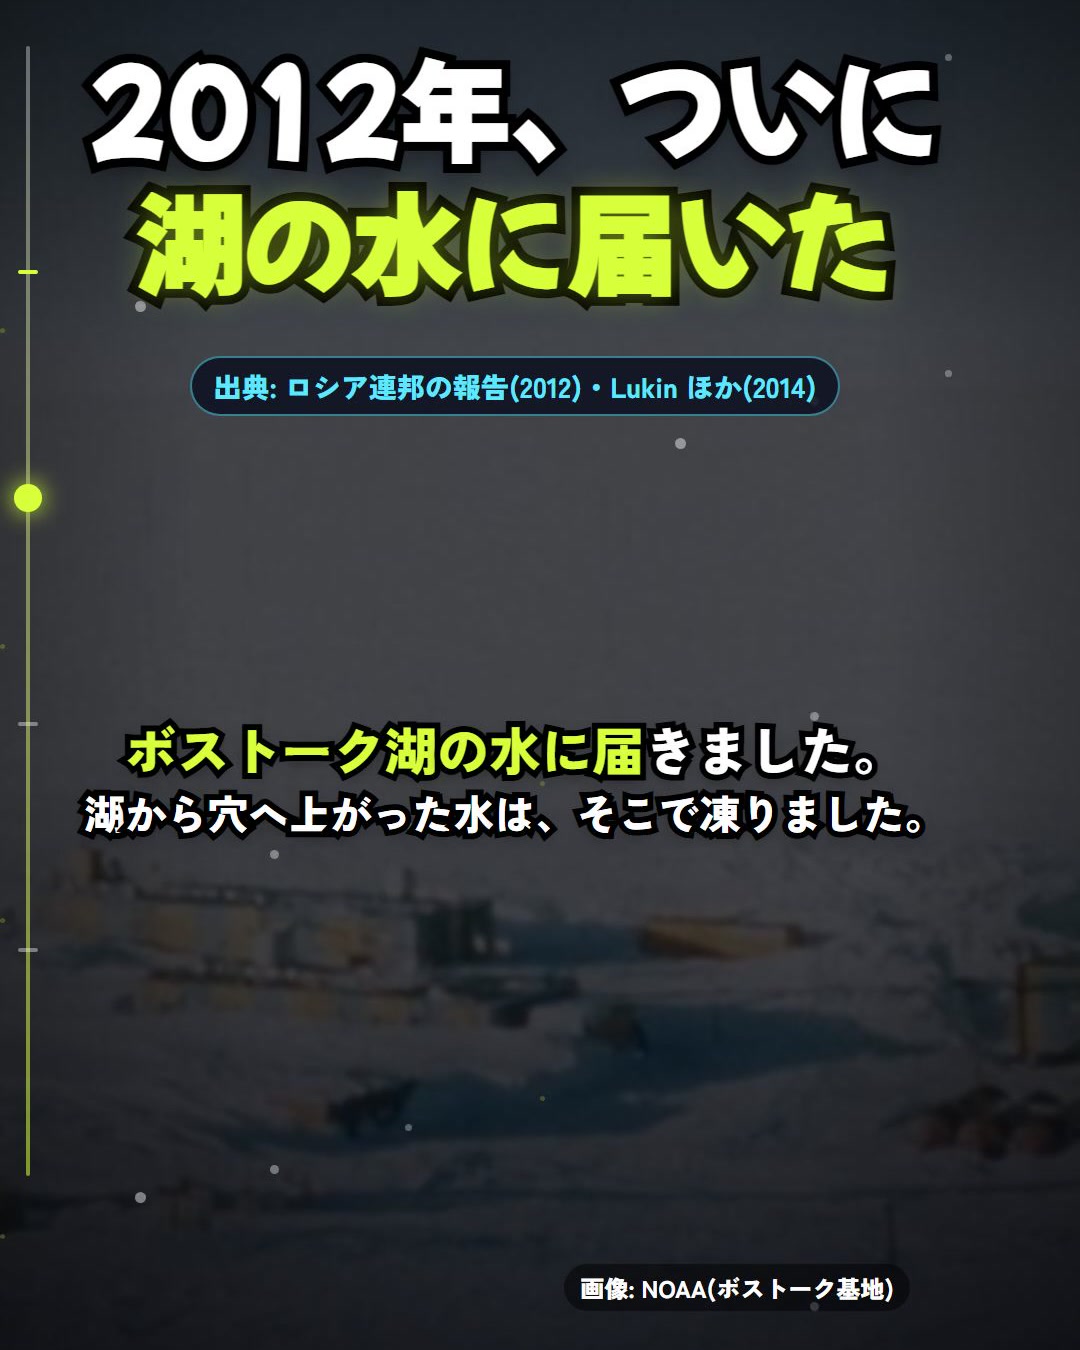 2012年、ついに
湖の水に届いた
出典: ロシア連邦の報告(2012)・Lukin ほか(2014)
ボストーク湖の水に届きました。
湖から穴へ上がった水は、そこで凍りました。
画像: NOAA(ボストーク基地)